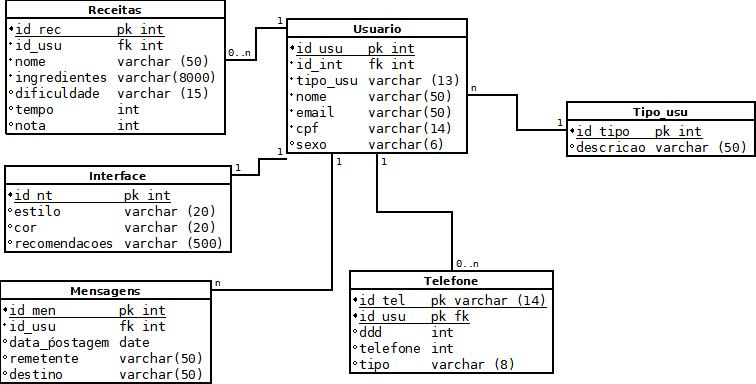 Receitas
id_rec pk int
id_usu fk int
nome varchar (50)
ingredientes varchar(8000)
dificuldade varchar (15)
tempo int
nota int
1
0..n
Usuario
id_usu pk int
id_int fk int
tipo_usu varchar (13)
nome varchar(50)
email varchar(50)
cpf varchar(14)
sexo varchar(6)
n
1
Tipo_usu
id_tipo pk int
descricao varchar (50)
1
1
Interface
id_nt pk int
estilo varchar (20)
cor varchar (20)
recomendacoes varchar (500)
1
1
n
0..n
Mensagens
id_men pk int
id_usu fk int
data_postagem date
remetente varchar(50)
destino varchar(50)
Telefone
id_tel pk varchar (14)
id_usu pk fk
ddd int
telefone int
tipo varchar (8)